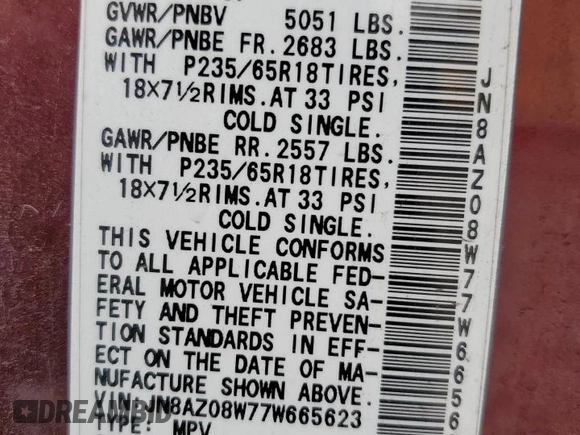 GVWR/PNBV 5051 LBS.
GAWR/PNBE FR. 2683 LBS.
WITH P235/65R18TIRES,
18X7½RIMS.AT 33 PSI
COLD SINGLE.
GAWR/PNBE RR. 2557 LBS.
WITH P235/65R18TIRES,
18X7½RIMS.AT 33 PSI
COLD SINGLE.
THIS VEHICLE CONFORMS
TO ALL APPLICABLE FED-
ERAL MOTOR VEHICLE SA-
FETY AND THEFT PREVEN-
TION STANDARDS IN EFF-
ECT ON THE DATE OF MA-
NUFACTURE SHOWN ABOVE.
VIN:JN8AZ08W77W665623
TYPE: MPV
JN8AZ08W77W6656
DREAMBID